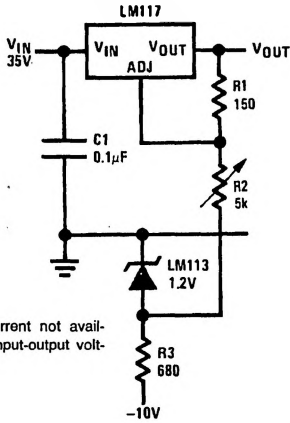 LM117
VIN
35V
VIN
VOUT
ADJ
VOUT
R1
150
C1
0.1μF
R2
5k
LM113
1.2V
rrent not avail-
nput-output volt-
R3
680
−10V